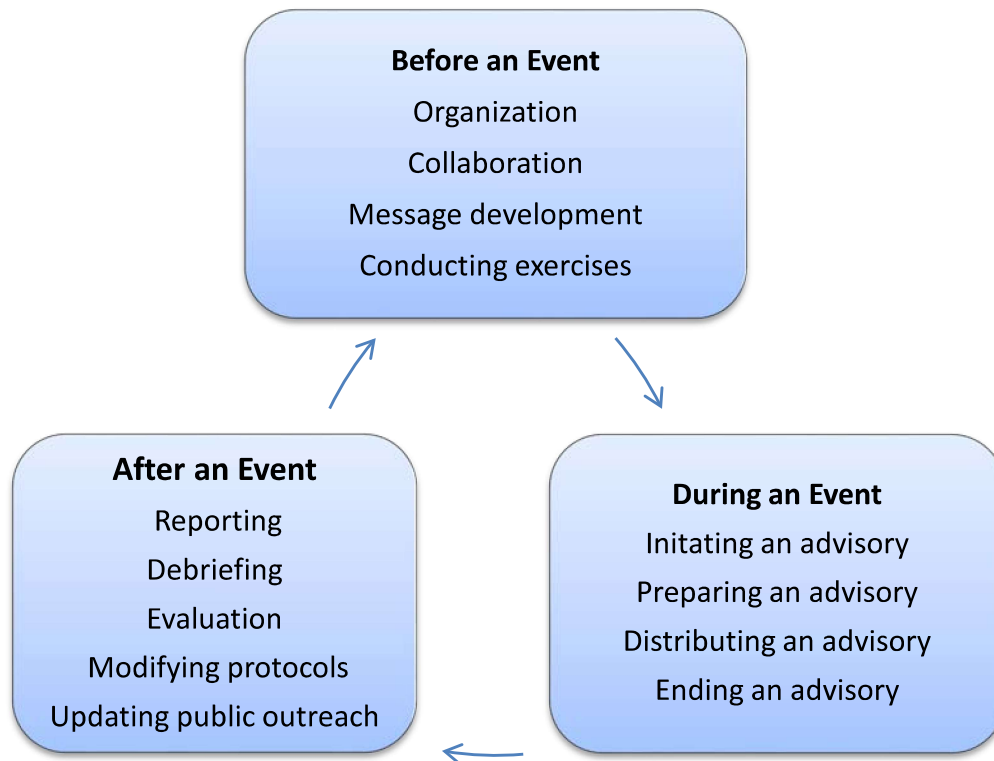 Before an Event
Organization
Collaboration
Message development
Conducting exercises
After an Event
Reporting
Debriefing
Evaluation
Modifying protocols
Updating public outreach
During an Event
Initating an advisory
Preparing an advisory
Distributing an advisory
Ending an advisory